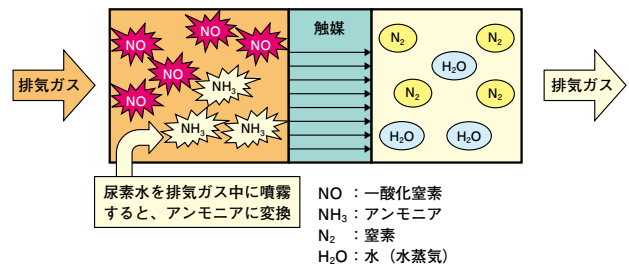 排気ガス
NO
NO
NO
NO
NO
NH₃
NH₃
NH₃
触媒
N₂
N₂
H₂O
N₂
N₂
H₂O
H₂O
排気ガス
尿素水を排気ガス中に噴霧
すると、アンモニアに変換
NO：一酸化窒素
NH₃：アンモニア
N₂：窒素
H₂O：水（水蒸気）